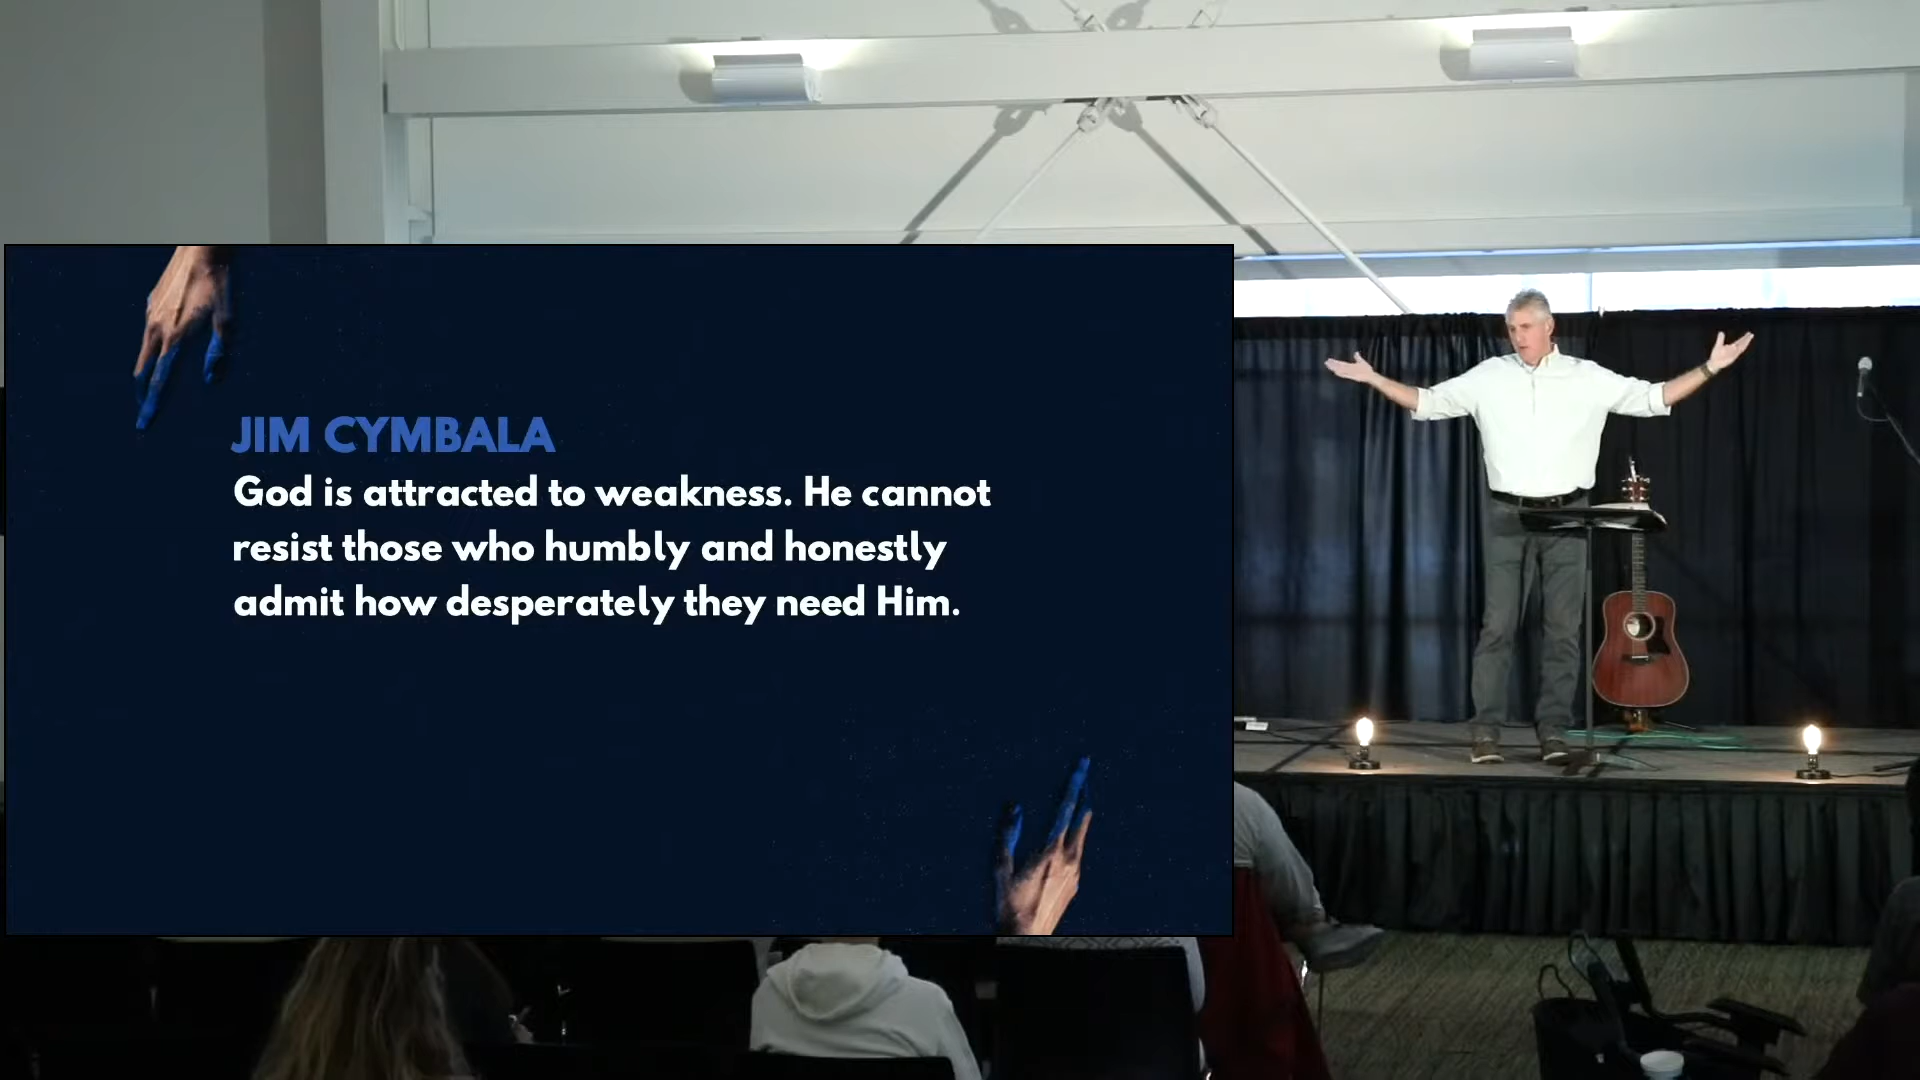 JIM CYMBALA
God is attracted to weakness. He cannot
resist those who humbly and honestly
admit how desperately they need Him.